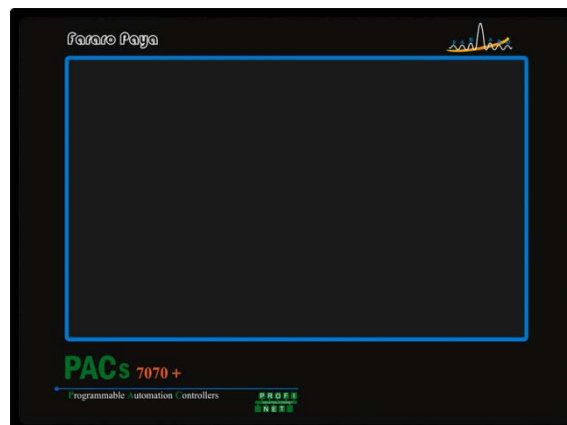 Fararo Paya
PACs 7070 +
Programmable Automation Controllers
PROFI
NET